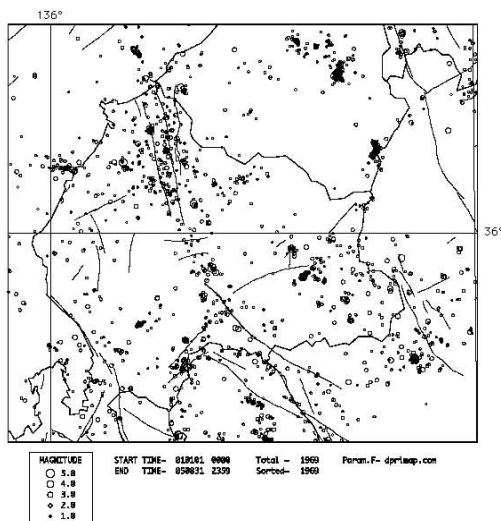 136°
36°
MAGNITUDE
5.0
4.0
3.0
2.0
1.0
START TIME- 010101 0000 Total - 1969 Param.F- dprimap.com
END TIME- 050831 2359 Sorted- 1969